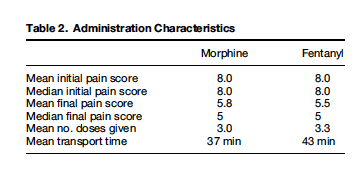 Table 2. Administration Characteristics
Morphine Fentanyl
Mean initial pain score 8.0 8.0
Median initial pain score 8.0 8.0
Mean final pain score 5.8 5.5
Median final pain score 5 5
Mean no. doses given 3.0 3.3
Mean transport time 37 min 43 min